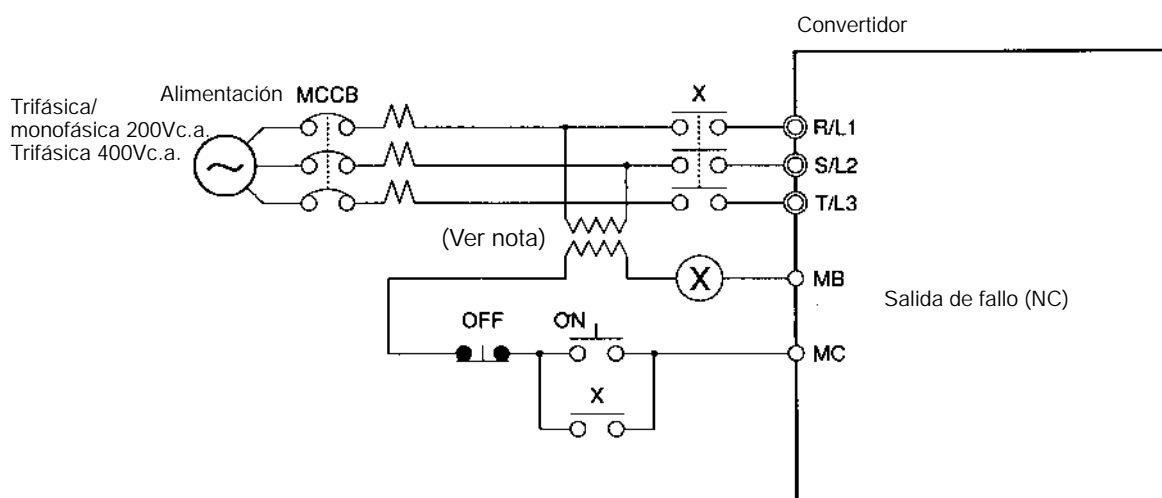 Convertidor
Alimentación
MCCB
Trifásica/
monofásica 200Vc.a.
Trifásica 400Vc.a.
X
R/L1
S/L2
T/L3
(Ver nota)
X
MB
Salida de fallo (NC)
OFF
ON
MC
X